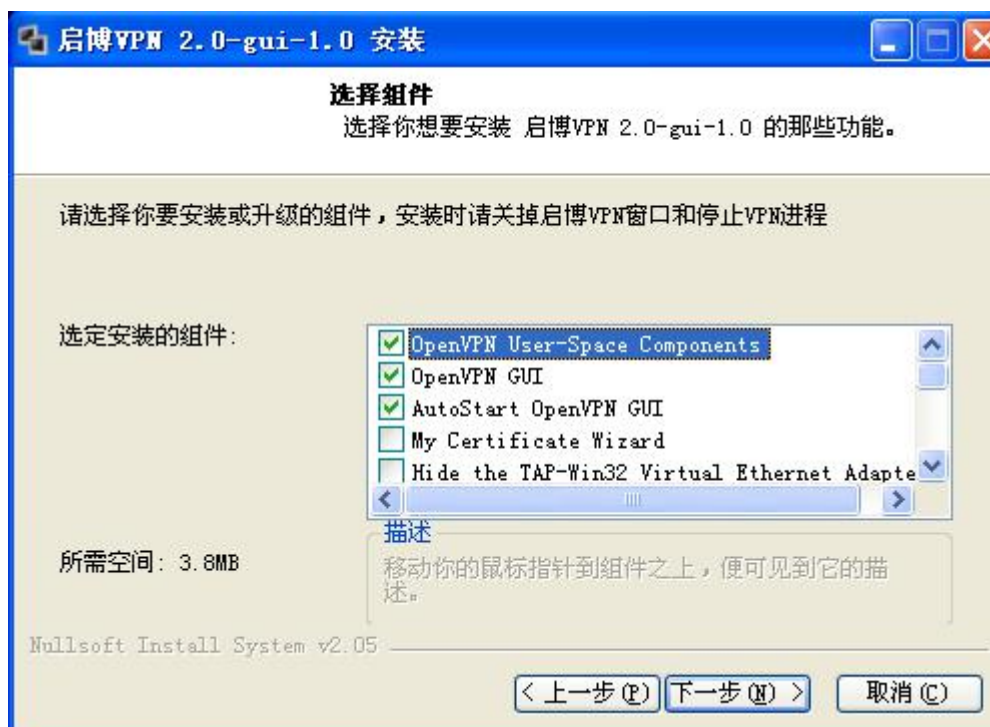 启博VPN 2.0-gui-1.0 安装
选择组件
选择你想要安装 启博VPN 2.0-gui-1.0 的那些功能。
请选择你要安装或升级的组件，安装时请关掉启博VPN窗口和停止VPN进程
选定安装的组件:
OpenVPN User-Space Components
OpenVPN GUI
AutoStart OpenVPN GUI
My Certificate Wizard
Hide the TAP-Win32 Virtual Ethernet Adapte
所需空间: 3.8MB
描述
移动你的鼠标指针到组件之上，便可见到它的描
述。
Nullsoft Install System v2.05
< 上一步(P)
下一步(N) >
取消(C)